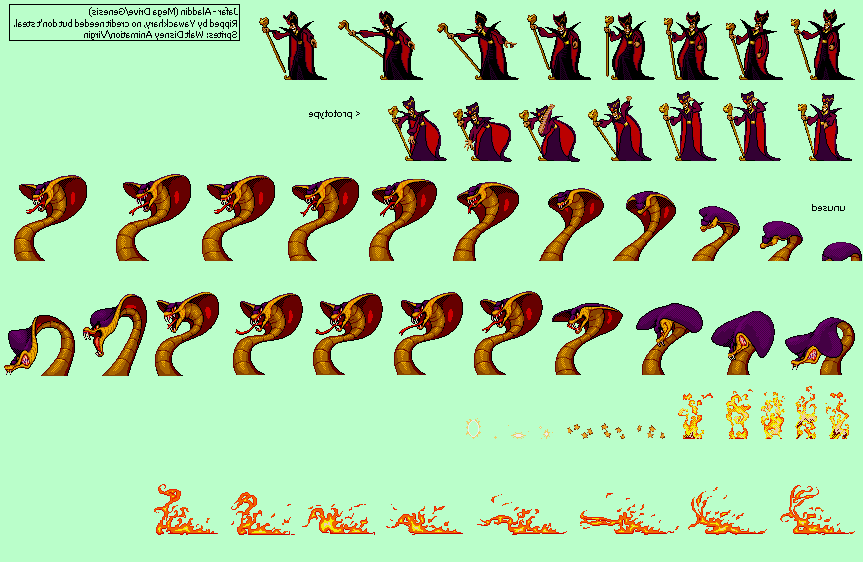 Jafar - Aladdin (Mega Drive/Genesis)
Ripped by Yawackhary, no credit needed but don't steal.
Sprites: Walt Disney Animation/Virgin
< prototype
unused